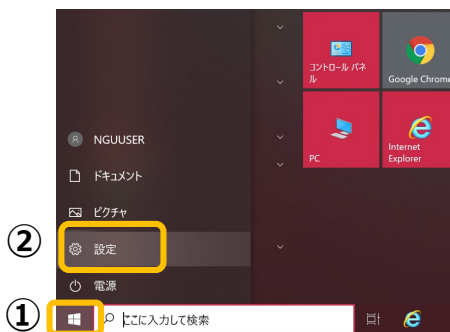 コントロール パネ
ル
Google Chrome
NGUUSER
ドキュメント
PC
Internet
Explorer
ピクチャ
②
設定
電源
①
ここに入力して検索